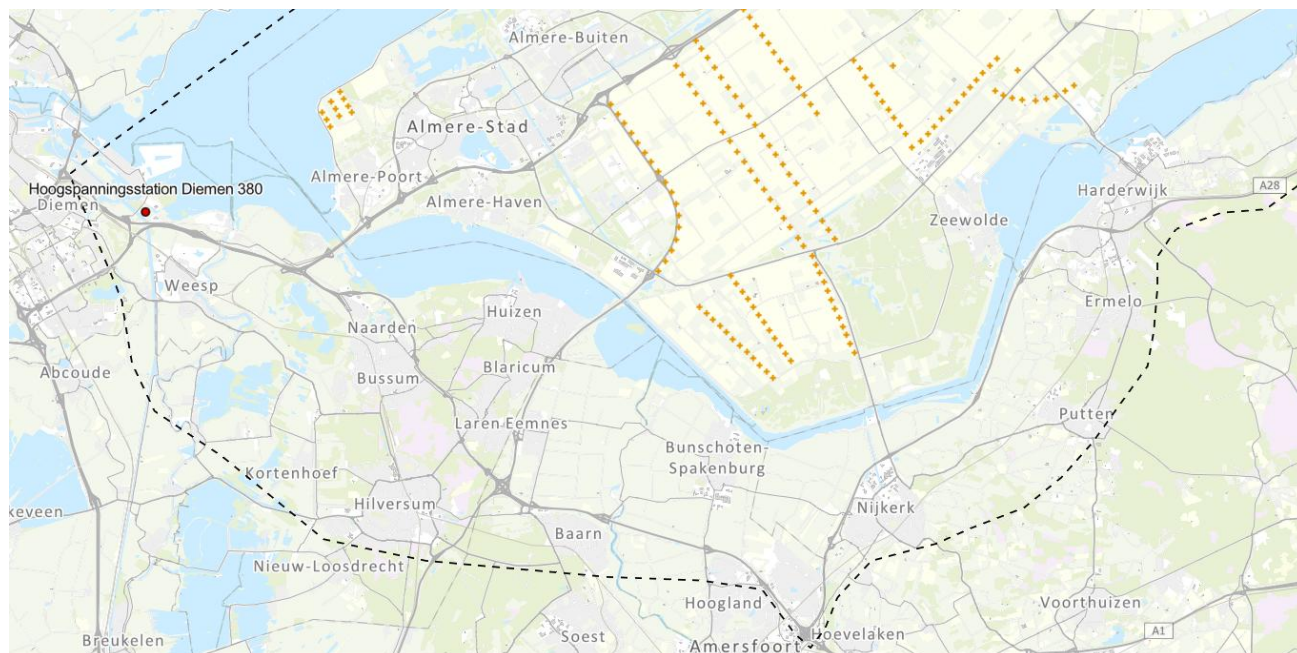 Almere-Buiten
Almere-Stad
Hoogspanningsstation Diemen 380
Almere-Poort
Harderwijk
A28
Diemen
Almere-Haven
Zeewolde
Weesp
Huizen
Ermelo
Naarden
Abcoude
Bussum
Blaricum
Putten
Laren Eemnes
Bunschoten-
Spakenburg
Kortenhoef
Hilversum
keveen
Nijkerk
Baarn
Nieuw-Loosdrecht
Hoogland
Voorthuizen
Breukelen
Soest
Hoevelaken
A1
Amersfoort